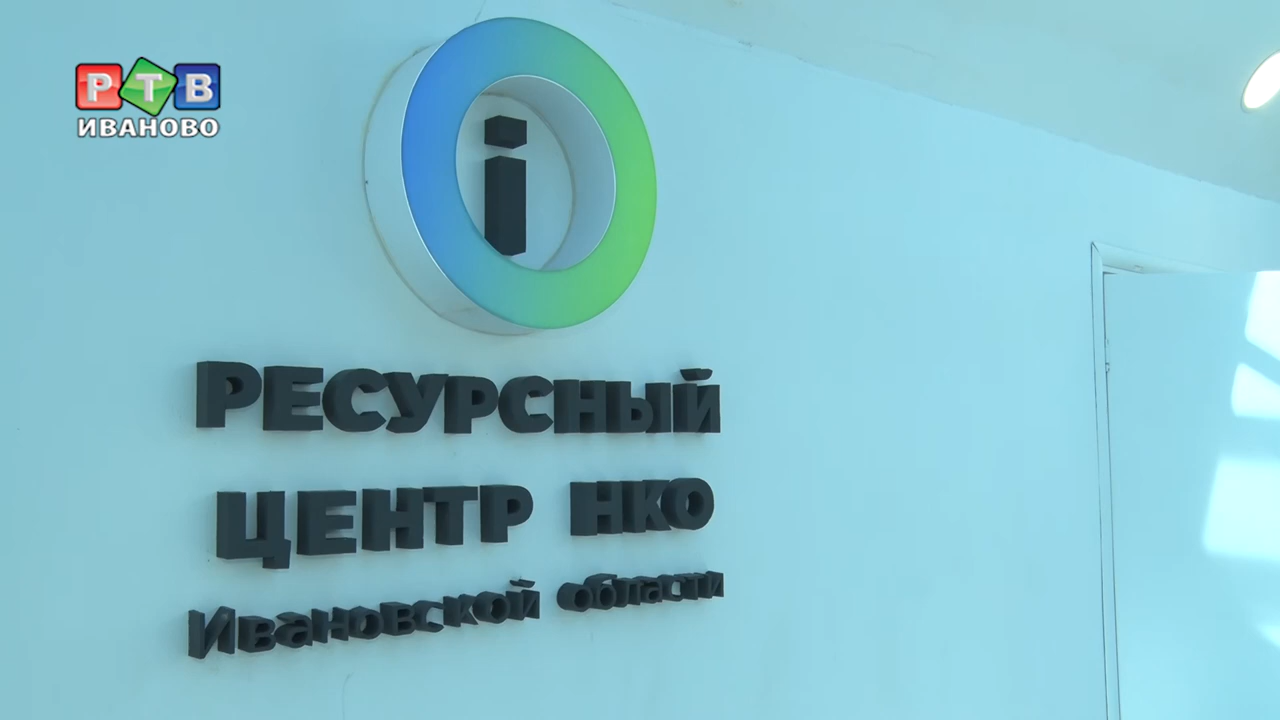 РТВ
ИВАНОВО
i
РЕСУРСНЫЙ
ЦЕНТР НКО
Ивановской области